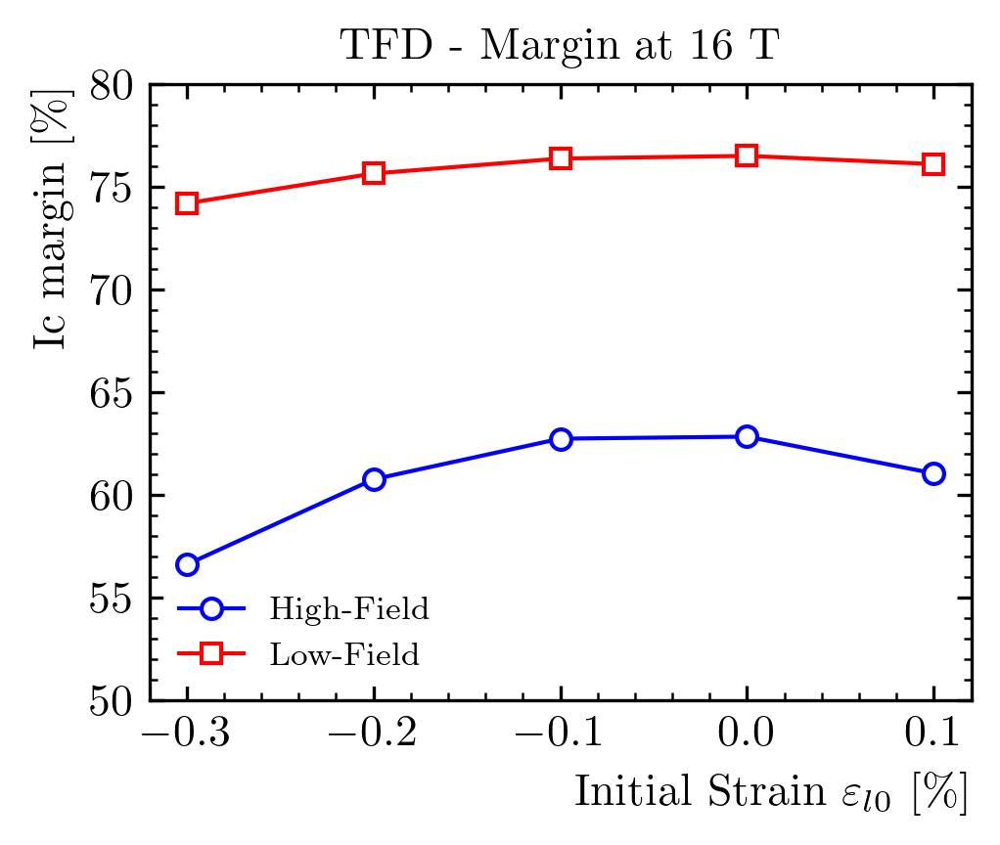 TFD - Margin at 16 T
Ic margin [%]
80
75
70
65
60
55
50
High-Field
Low-Field
−0.3 −0.2 −0.1 0.0 0.1
Initial Strain εl0 [%]